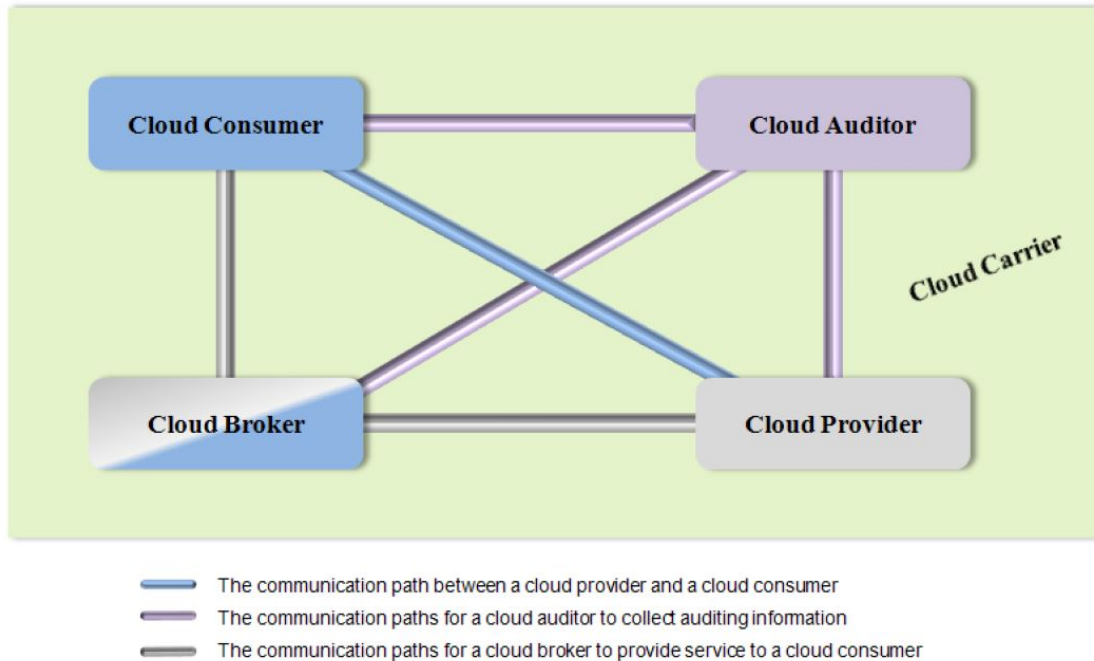 Cloud Consumer
Cloud Auditor
Cloud Carrier
Cloud Broker
Cloud Provider
The communication path between a cloud provider and a cloud consumer
The communication paths for a cloud auditor to collect auditing information
The communication paths for a cloud broker to provide service to a cloud consumer